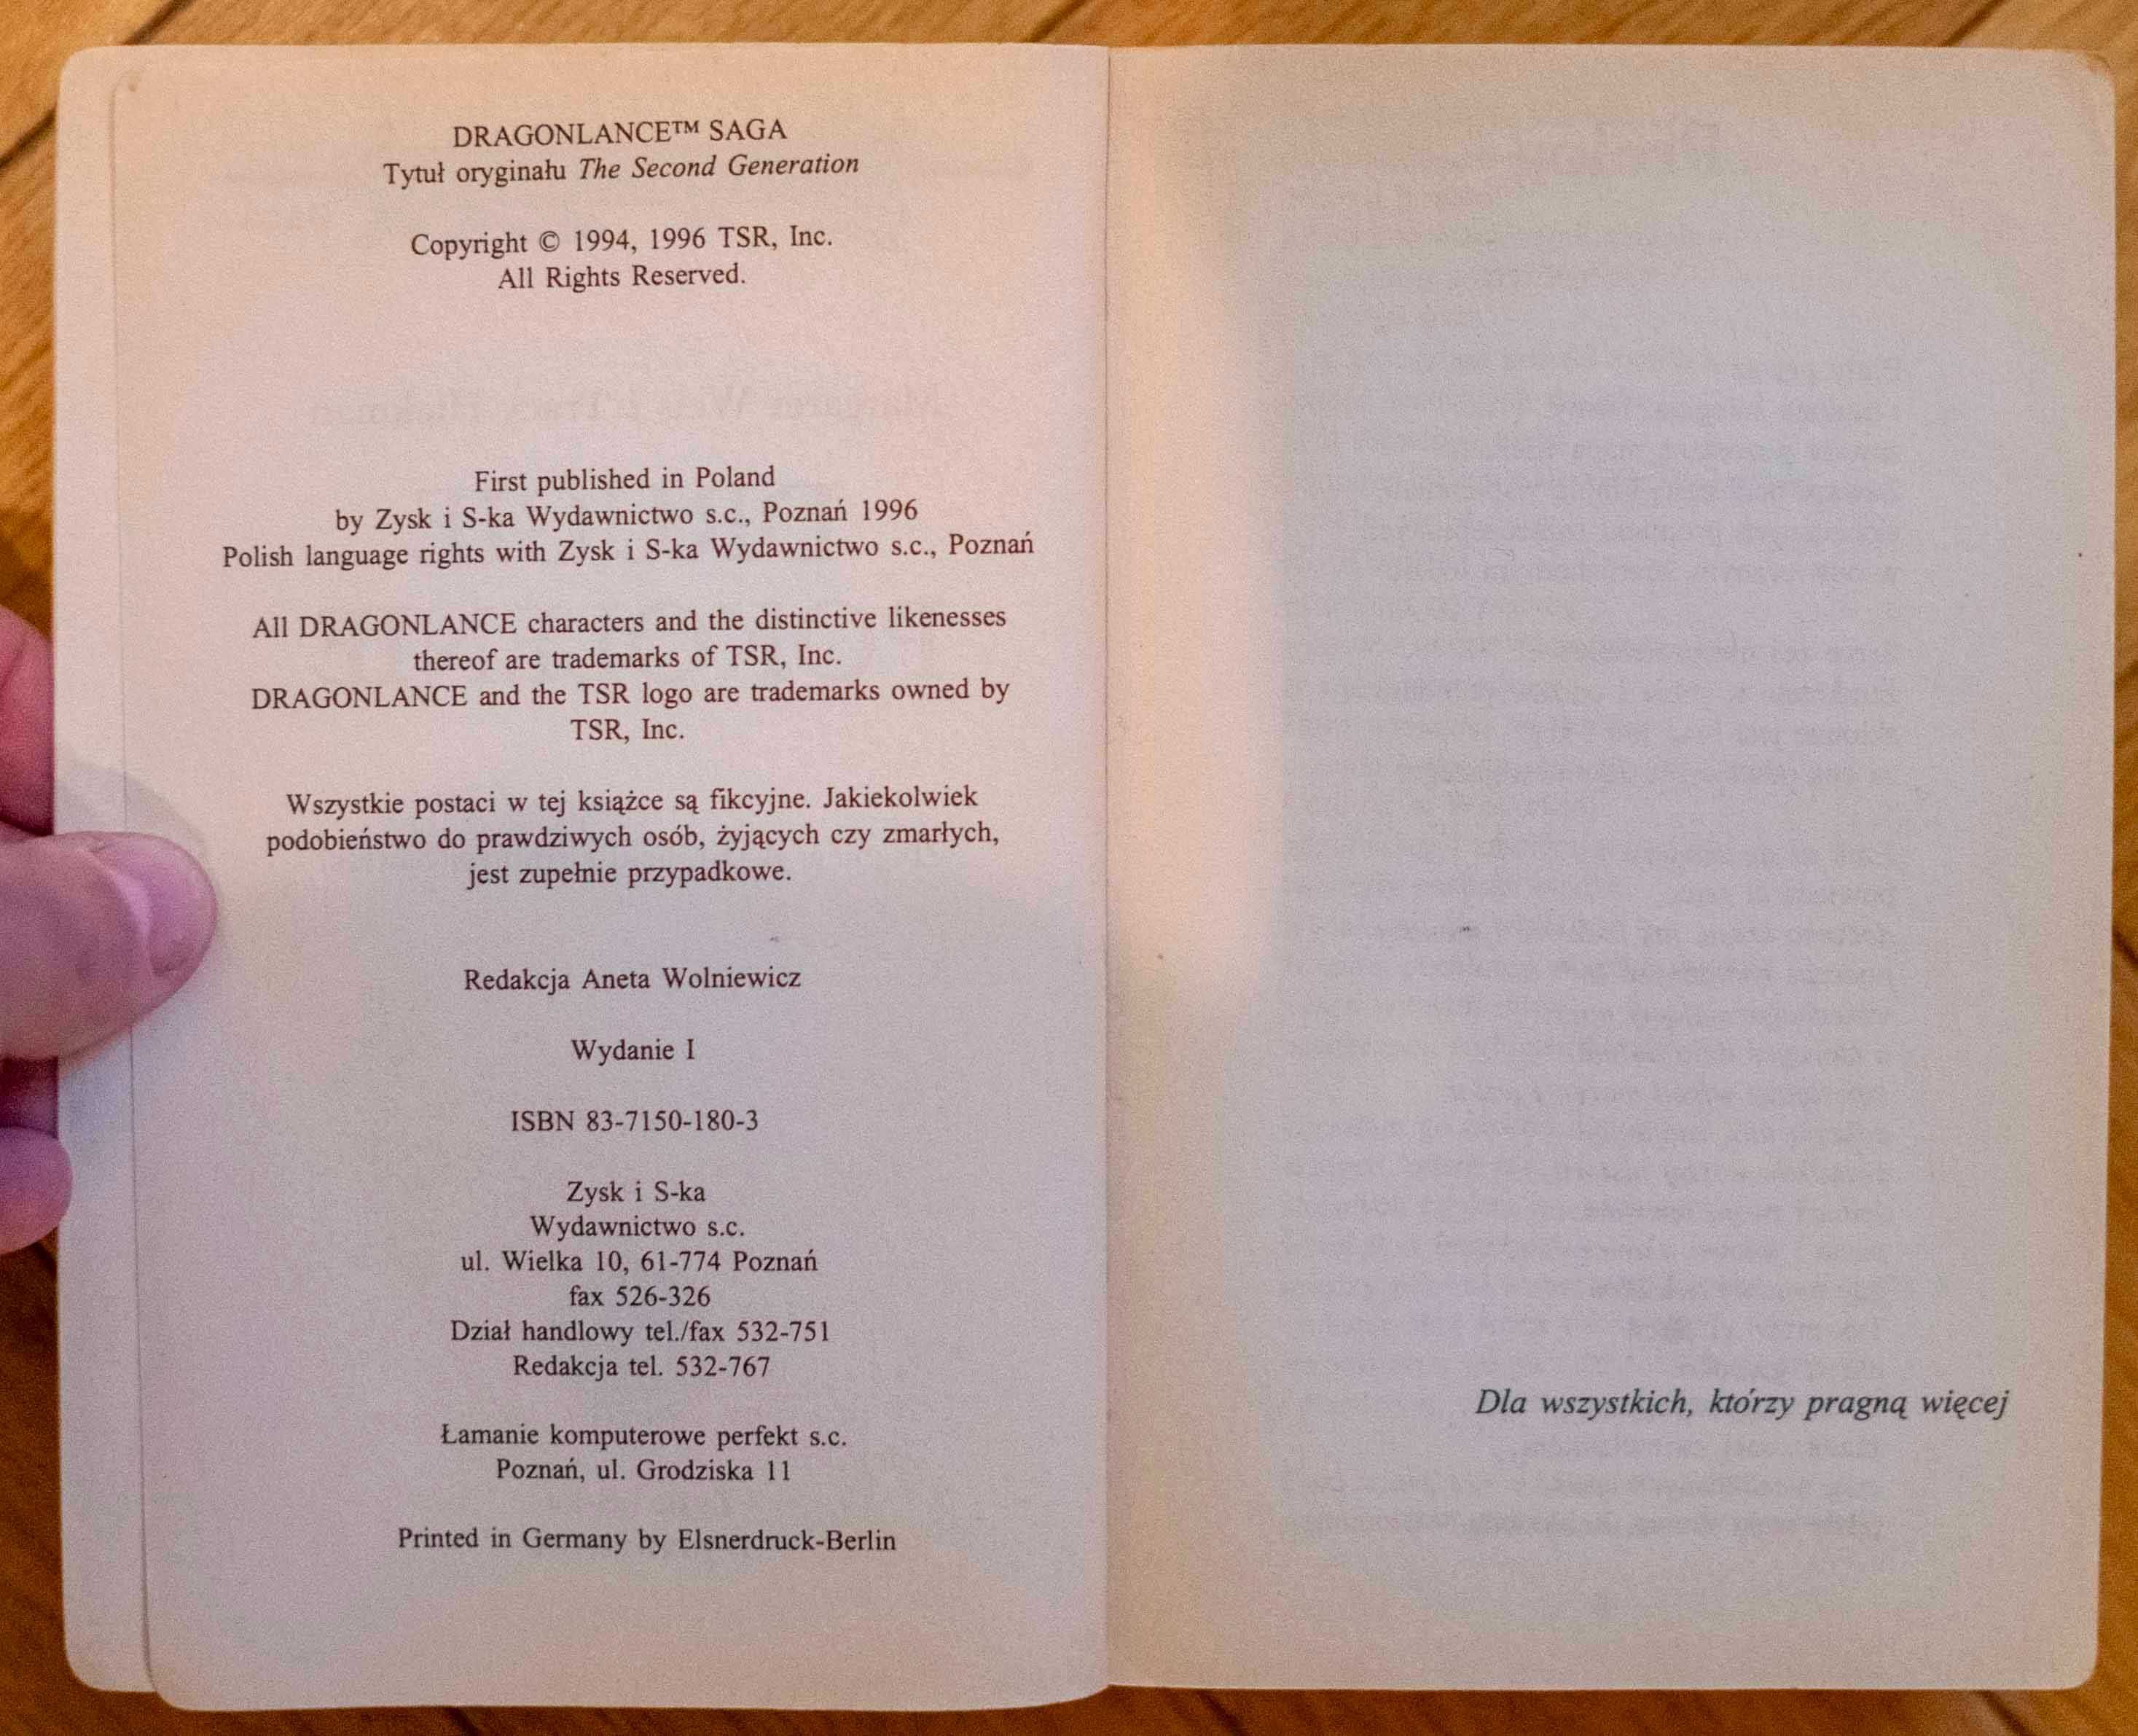 DRAGONLANCE™ SAGA
Tytuł oryginału The Second Generation
Copyright © 1994, 1996 TSR, Inc.
All Rights Reserved.
First published in Poland
by Zysk i S-ka Wydawnictwo s.c., Poznań 1996
Polish language rights with Zysk i S-ka Wydawnictwo s.c., Poznań
All DRAGONLANCE characters and the distinctive likenesses
thereof are trademarks of TSR, Inc.
DRAGONLANCE and the TSR logo are trademarks owned by
TSR, Inc.
Wszystkie postaci w tej książce są fikcyjne. Jakiekolwiek
podobieństwo do prawdziwych osób, żyjących czy zmarłych,
jest zupełnie przypadkowe.
Redakcja Aneta Wolniewicz
Wydanie I
ISBN 83-7150-180-3
Zysk i S-ka
Wydawnictwo s.c.
ul. Wielka 10, 61-774 Poznań
fax 526-326
Dział handlowy tel./fax 532-751
Redakcja tel. 532-767
Łamanie komputerowe perfekt s.c.
Poznań, ul. Grodziska 11
Printed in Germany by Elsnerdruck-Berlin
Dla wszystkich, którzy pragną więcej